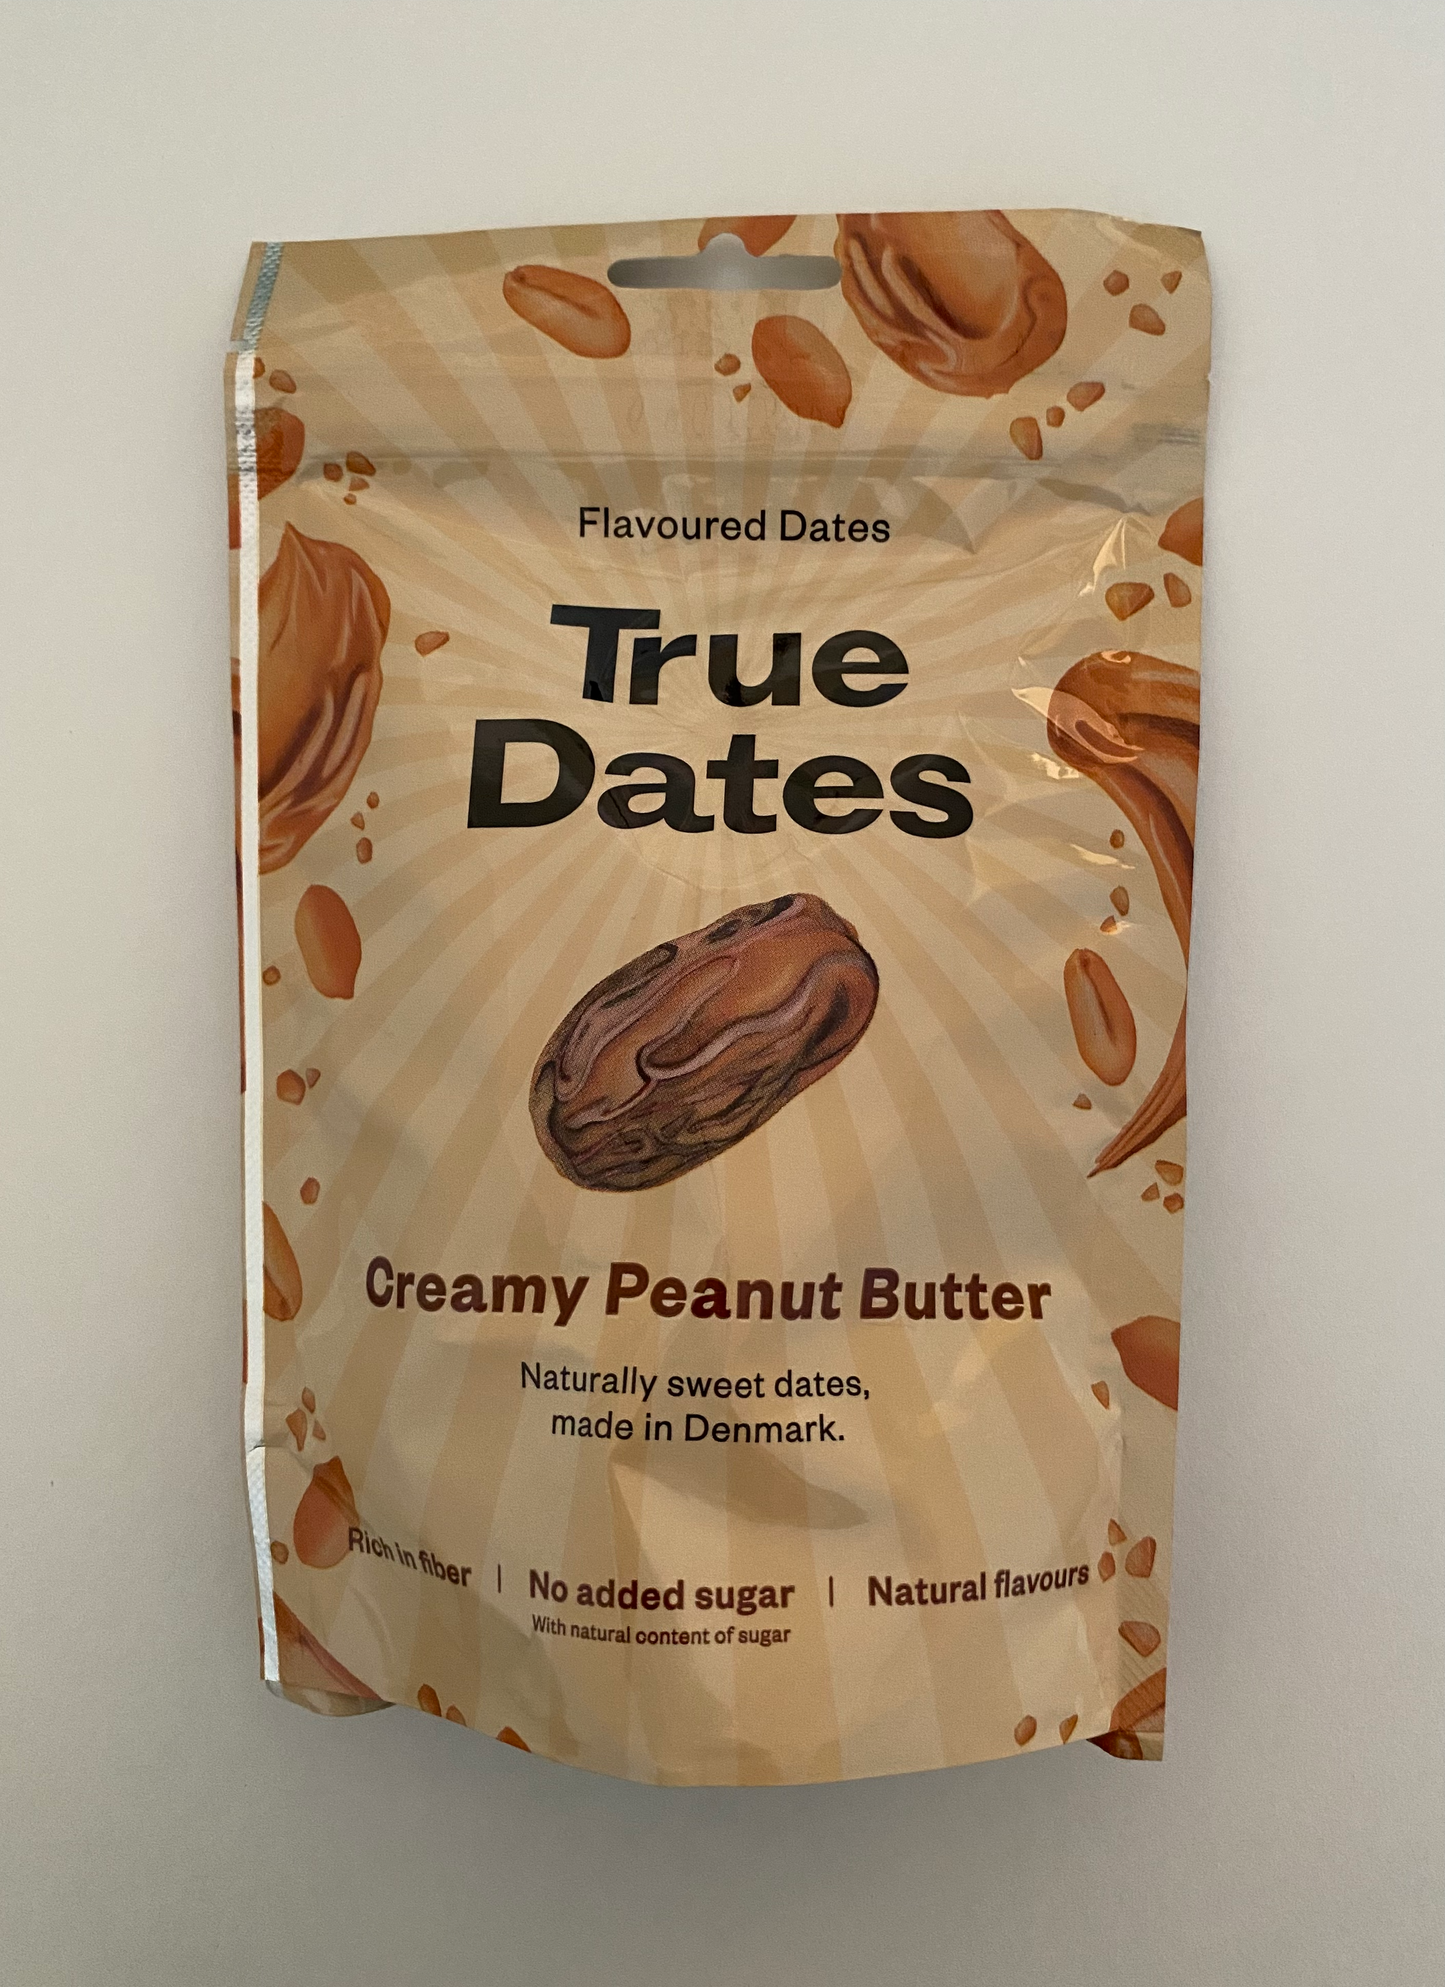 Flavoured Dates
True
Dates
Creamy Peanut Butter
Naturally sweet dates,
made in Denmark.
Rich in fiber | No added sugar | Natural flavours
With natural content of sugar